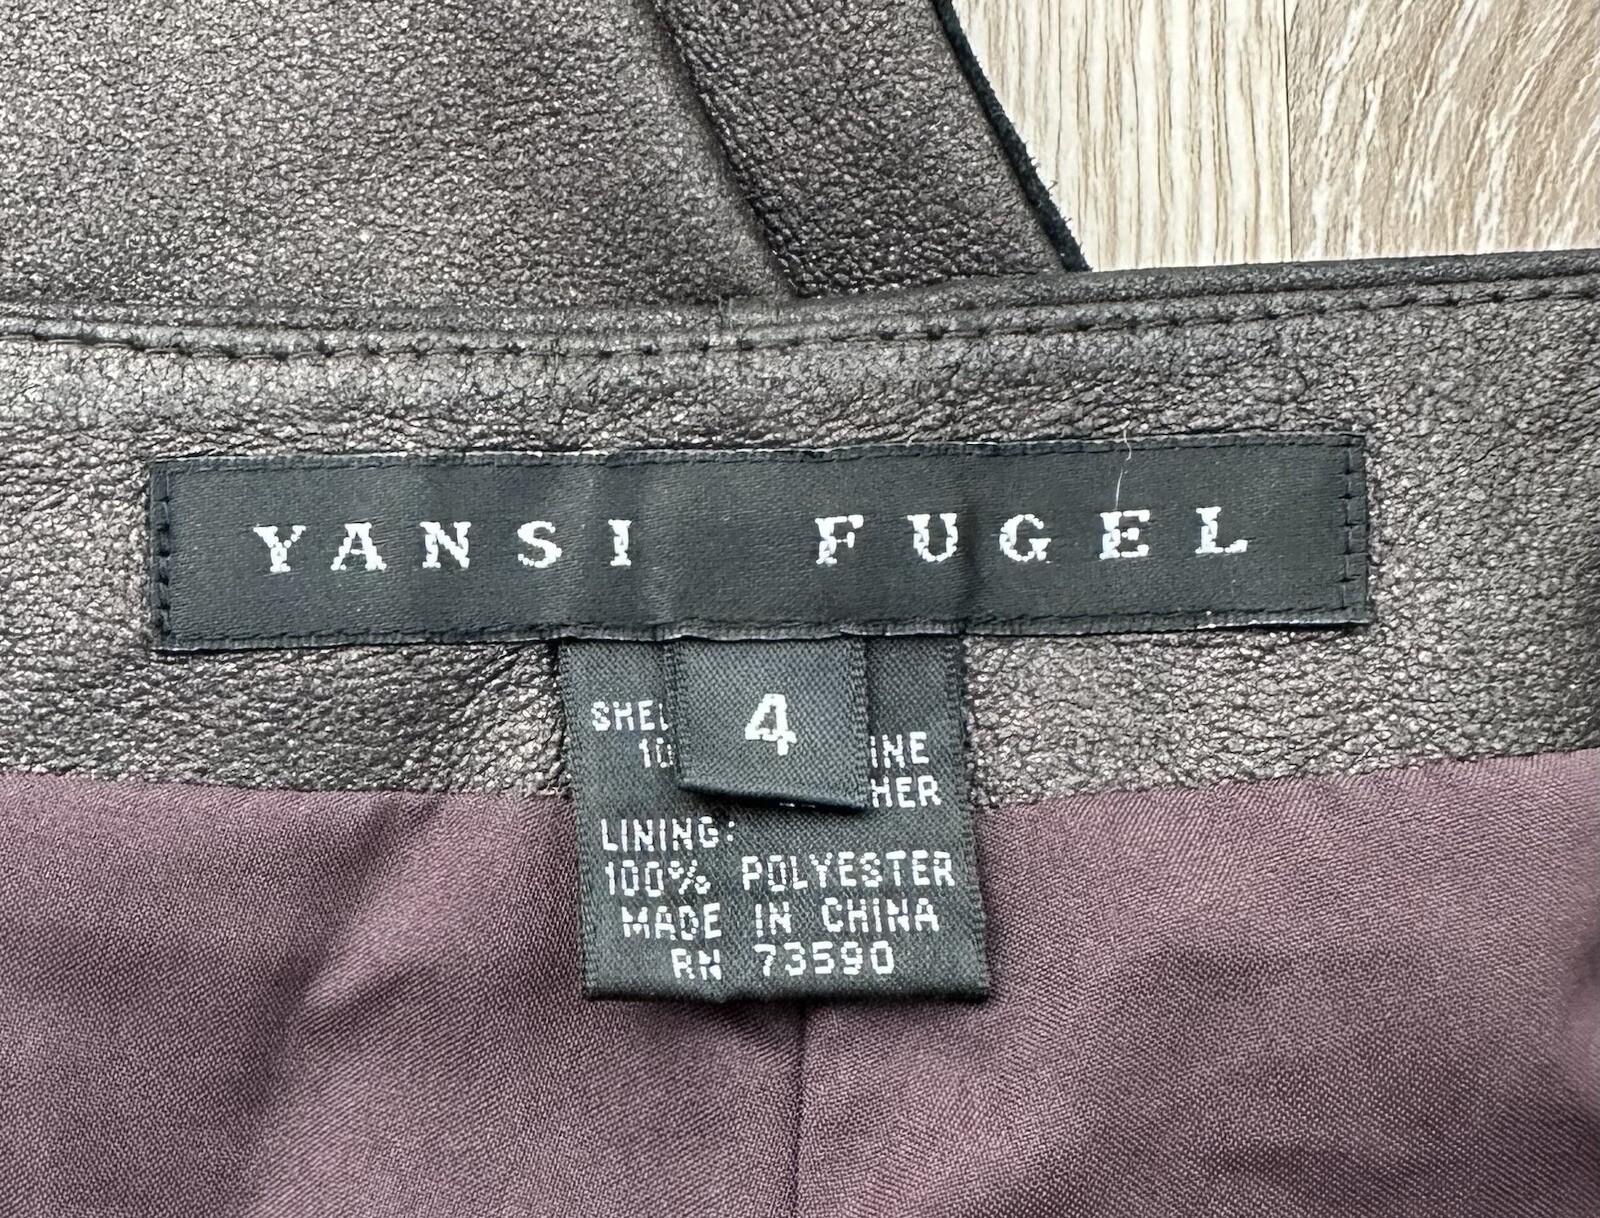 YANSI FUGEL
4
LINING:
100% POLYESTER
MADE IN CHINA
RN 73590